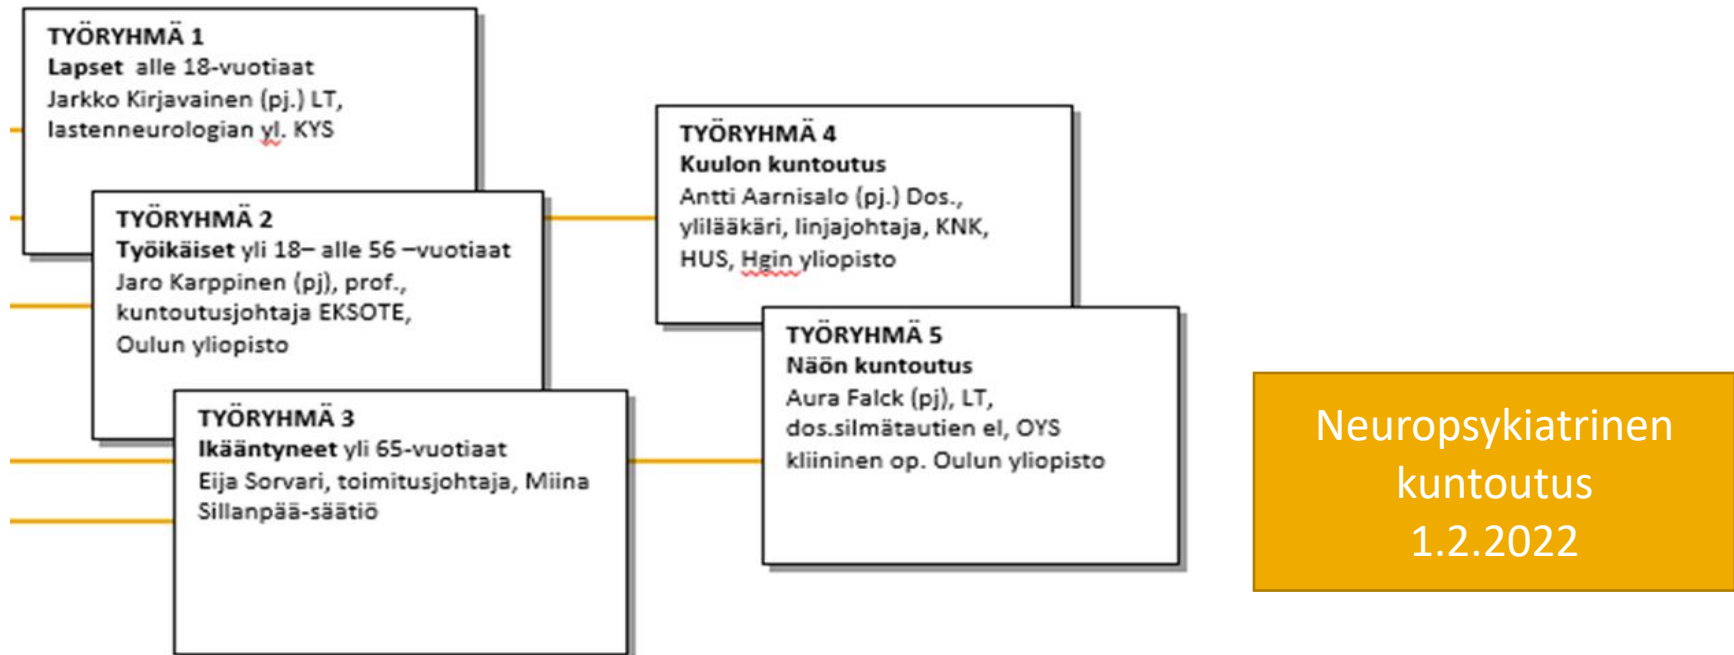 TYÖRYHMÄ 1
Lapset alle 18-vuotiaat
Jarkko Kirjavainen (pj.) LT,
lastenneurologian yl. KYS
TYÖRYHMÄ 2
Työikäiset yli 18– alle 56 –vuotiaat
Jaro Karppinen (pj), prof.,
kuntoutusjohtaja EKSOTE,
Oulun yliopisto
TYÖRYHMÄ 3
Ikääntyneet yli 65-vuotiaat
Eija Sorvari, toimitusjohtaja, Miina
Sillanpää-säätiö
TYÖRYHMÄ 4
Kuulon kuntoutus
Antti Aarnisalo (pj.) Dos.,
ylilääkäri, linjajohtaja, KNK,
HUS, Hgin yliopisto
TYÖRYHMÄ 5
Näön kuntoutus
Aura Falck (pj), LT,
dos.silmätautien el, OYS
kliininen op. Oulun yliopisto
Neuropsykiatrinen
kuntoutus
1.2.2022